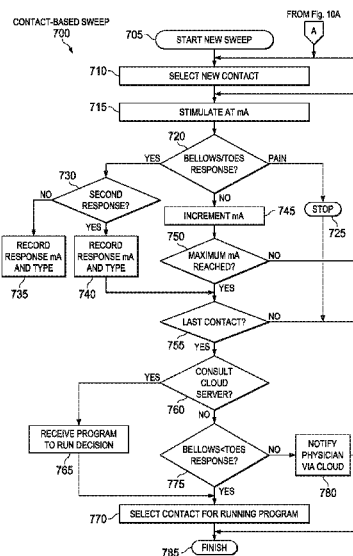 CONTACT-BASED SWEEP
700
FROM Fig. 10A
A
705
START NEW SWEEP
710
SELECT NEW CONTACT
715
STIMULATE AT mA
720
YES
BELLOWS/TOES
RESPONSE?
PAIN
NO
730
NO
SECOND
RESPONSE?
YES
INCREMENT mA
745
STOP
725
RECORD
RESPONSE mA
AND TYPE
735
RECORD
RESPONSE mA
AND TYPE
740
750
MAXIMUM mA
REACHED?
NO
YES
LAST CONTACT?
NO
755
YES
YES
CONSULT
CLOUD
SERVER?
760
NO
RECEIVE PROGRAM
TO RUN DECISION
765
BELLOWS<TOES
RESPONSE?
775
NO
NOTIFY
PHYSICIAN
VIA CLOUD
780
YES
770
SELECT CONTACT FOR RUNNING PROGRAM
785
FINISH